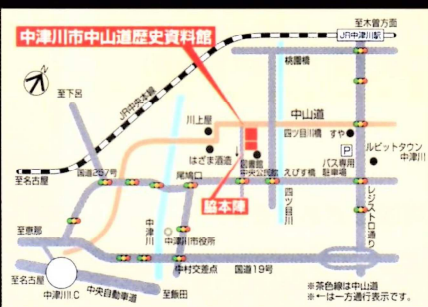 至木曽方面
JR中津川駅
中津川市中山道歴史資料館
桃園橋
JR中央本線
至下呂
川上屋
中山道
四ツ目川橋
すや
ルビットタウン
中津川
はざま酒造
図書館
中央公民館
えびす橋
P
バス専用
駐車場
至名古屋
国道257号
尾鳩口
脇本陣
四ツ目川
レジストロ通り
至恵那
中津川
中津川市役所
至名古屋
中村交差点
国道19号
中津川I.C
中央自動車道
至飯田
※茶色線は中山道
※←は一方通行表示です。